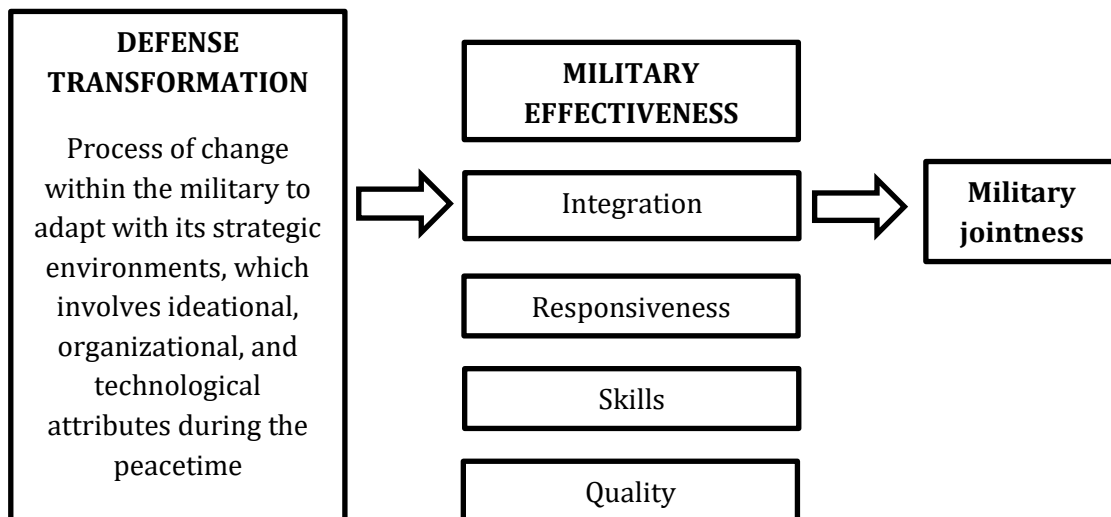 DEFENSE
TRANSFORMATION
Process of change
within the military to
adapt with its strategic
environments, which
involves ideational,
organizational, and
technological
attributes during the
peacetime
MILITARY
EFFECTIVENESS
Integration
Responsiveness
Skills
Quality
Military
jointness